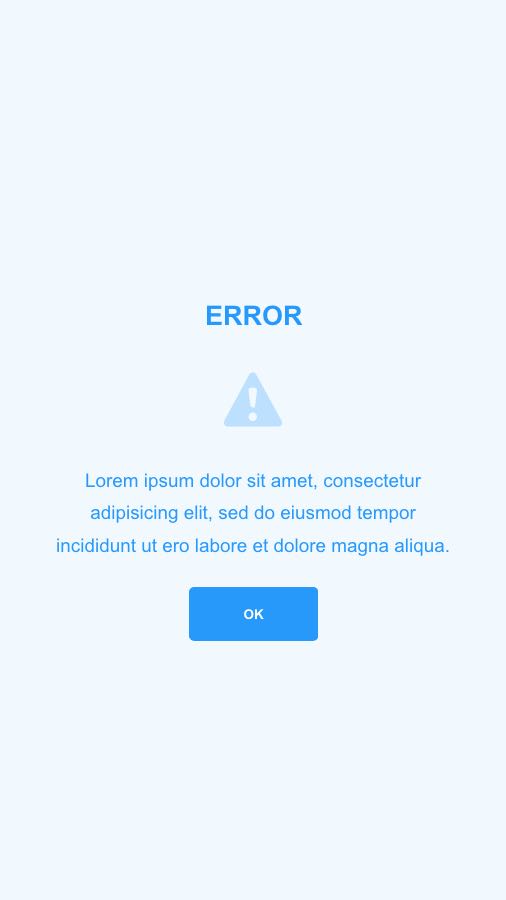 ERROR
Lorem ipsum dolor sit amet, consectetur
adipisicing elit, sed do eiusmod tempor
incididunt ut ero labore et dolore magna aliqua.
OK